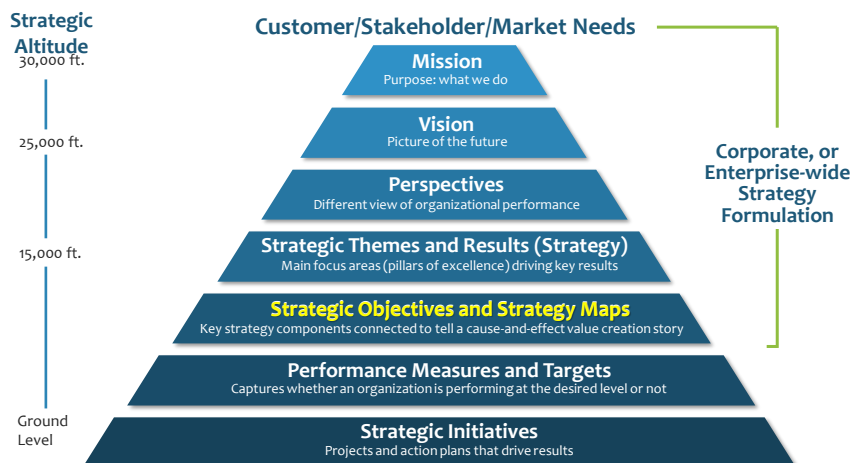 Strategic
Altitude
30,000 ft.
25,000 ft.
15,000 ft.
Ground
Level
Customer/Stakeholder/Market Needs
Mission
Purpose: what we do
Vision
Picture of the future
Perspectives
Different view of organizational performance
Strategic Themes and Results (Strategy)
Main focus areas (pillars of excellence) driving key results
Strategic Objectives and Strategy Maps
Key strategy components connected to tell a cause-and-effect value creation story
Performance Measures and Targets
Captures whether an organization is performing at the desired level or not
Strategic Initiatives
Projects and action plans that drive results
Corporate, or
Enterprise-wide
Strategy
Formulation